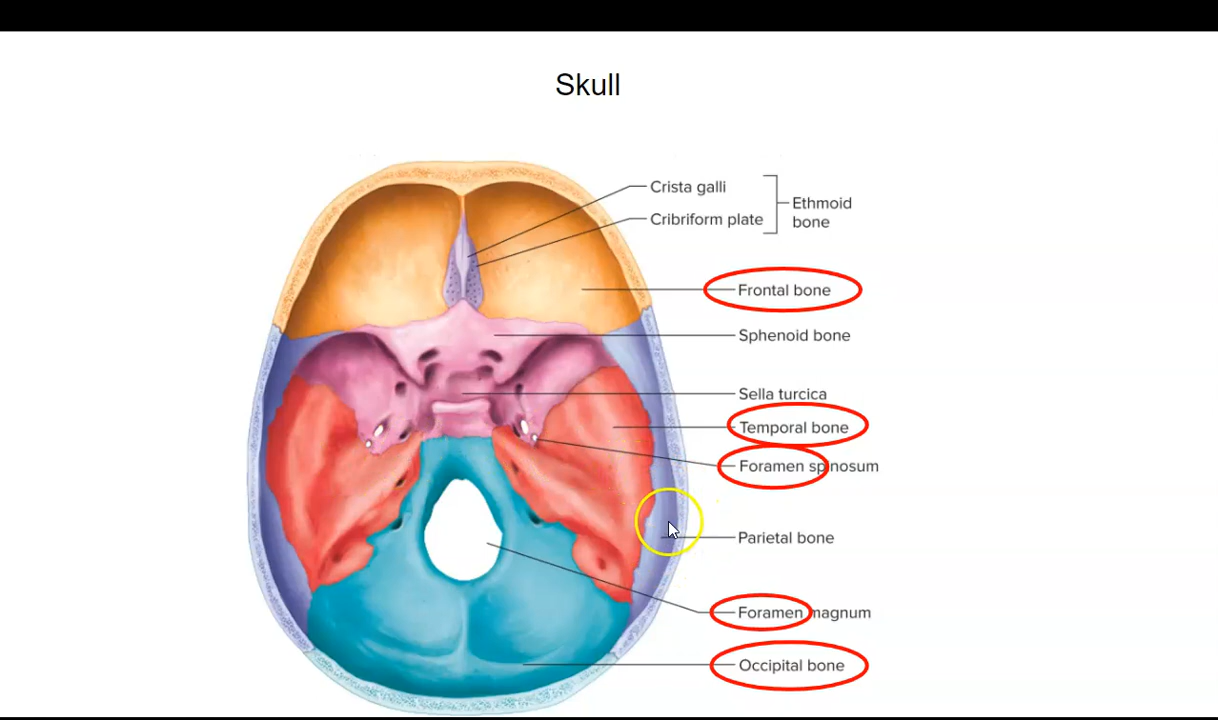 Skull
Crista galli
Cribriform plate
Ethmoid
bone
Frontal bone
Sphenoid bone
Sella turcica
Temporal bone
Foramen spinosum
Parietal bone
Foramen magnum
Occipital bone